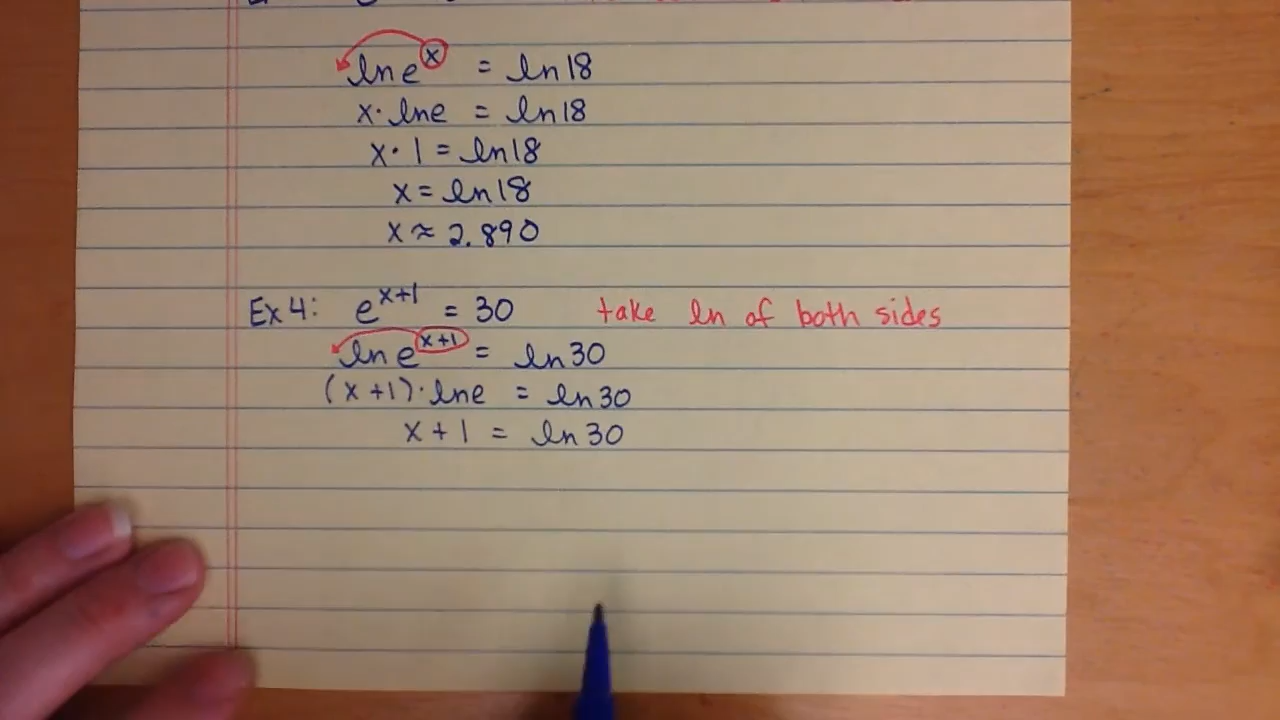 ln e^x = ln 18
x · ln e = ln 18
x · 1 = ln 18
x = ln 18
x ≈ 2.890
Ex 4: e^(x+1) = 30 take ln of both sides
ln e^(x+1) = ln 30
(x + 1) · ln e = ln 30
x + 1 = ln 30